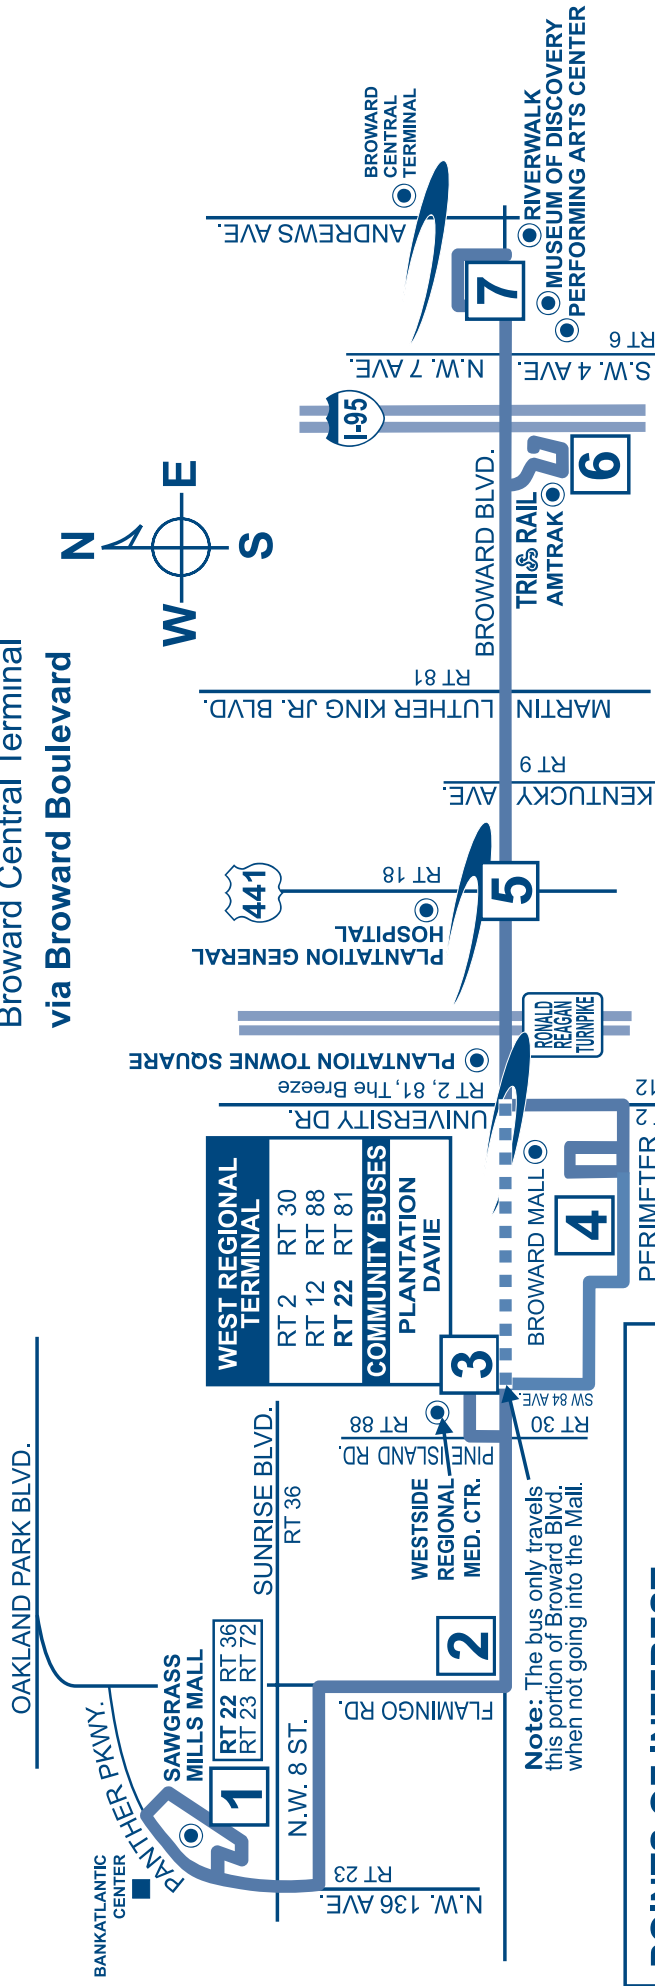 Broward Central Terminal
via Broward Boulevard
N
W E
S
OAKLAND PARK BLVD.
PANTHER PKWY.
BANKATLANTIC
CENTER
SAWGRASS
MILLS MALL
RT 22 RT 36
RT 23 RT 72
1
SUNRISE BLVD.
RT 36
N.W. 8 ST.
N.W. 136 AVE.
RT 23
FLAMINGO RD.
2
WESTSIDE
REGIONAL
MED. CTR.
PINE ISLAND RD
RT 88
RT 30
SW 84 AVE.
3
Note: The bus only travels
this portion of Broward Blvd.
when not going into the Mall.
WEST REGIONAL
TERMINAL
RT 2 RT 30
RT 12 RT 88
RT 22 RT 81
COMMUNITY BUSES
PLANTATION
DAVIE
BROWARD MALL
4
PERIMETER
UNIVERSITY DR.
RT 2, 81, The Breeze
PLANTATION TOWNE SQUARE
RONALD
REAGAN
TURNPIKE
PLANTATION GENERAL
HOSPITAL
441
RT 18
5
KENTUCKY AVE.
RT 9
MARTIN LUTHER KING JR. BLVD.
RT 81
BROWARD BLVD.
TRI RAIL
AMTRAK
6
I-95
N.W. 7 AVE.
S.W. 4 AVE.
RT 6
7
ANDREWS AVE.
BROWARD
CENTRAL
TERMINAL
RIVERWALK
MUSEUM OF DISCOVERY
PERFORMING ARTS CENTER